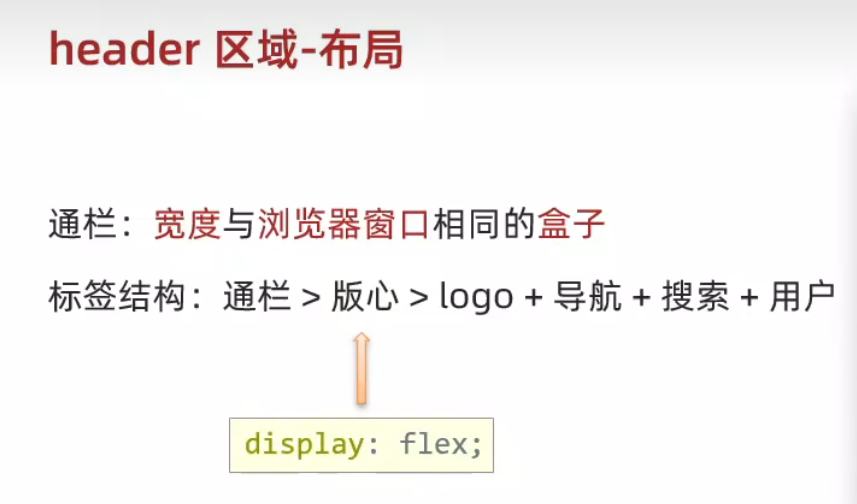 header 区域-布局
通栏：宽度与浏览器窗口相同的盒子
标签结构：通栏 > 版心 > logo + 导航 + 搜索 + 用户
display: flex;